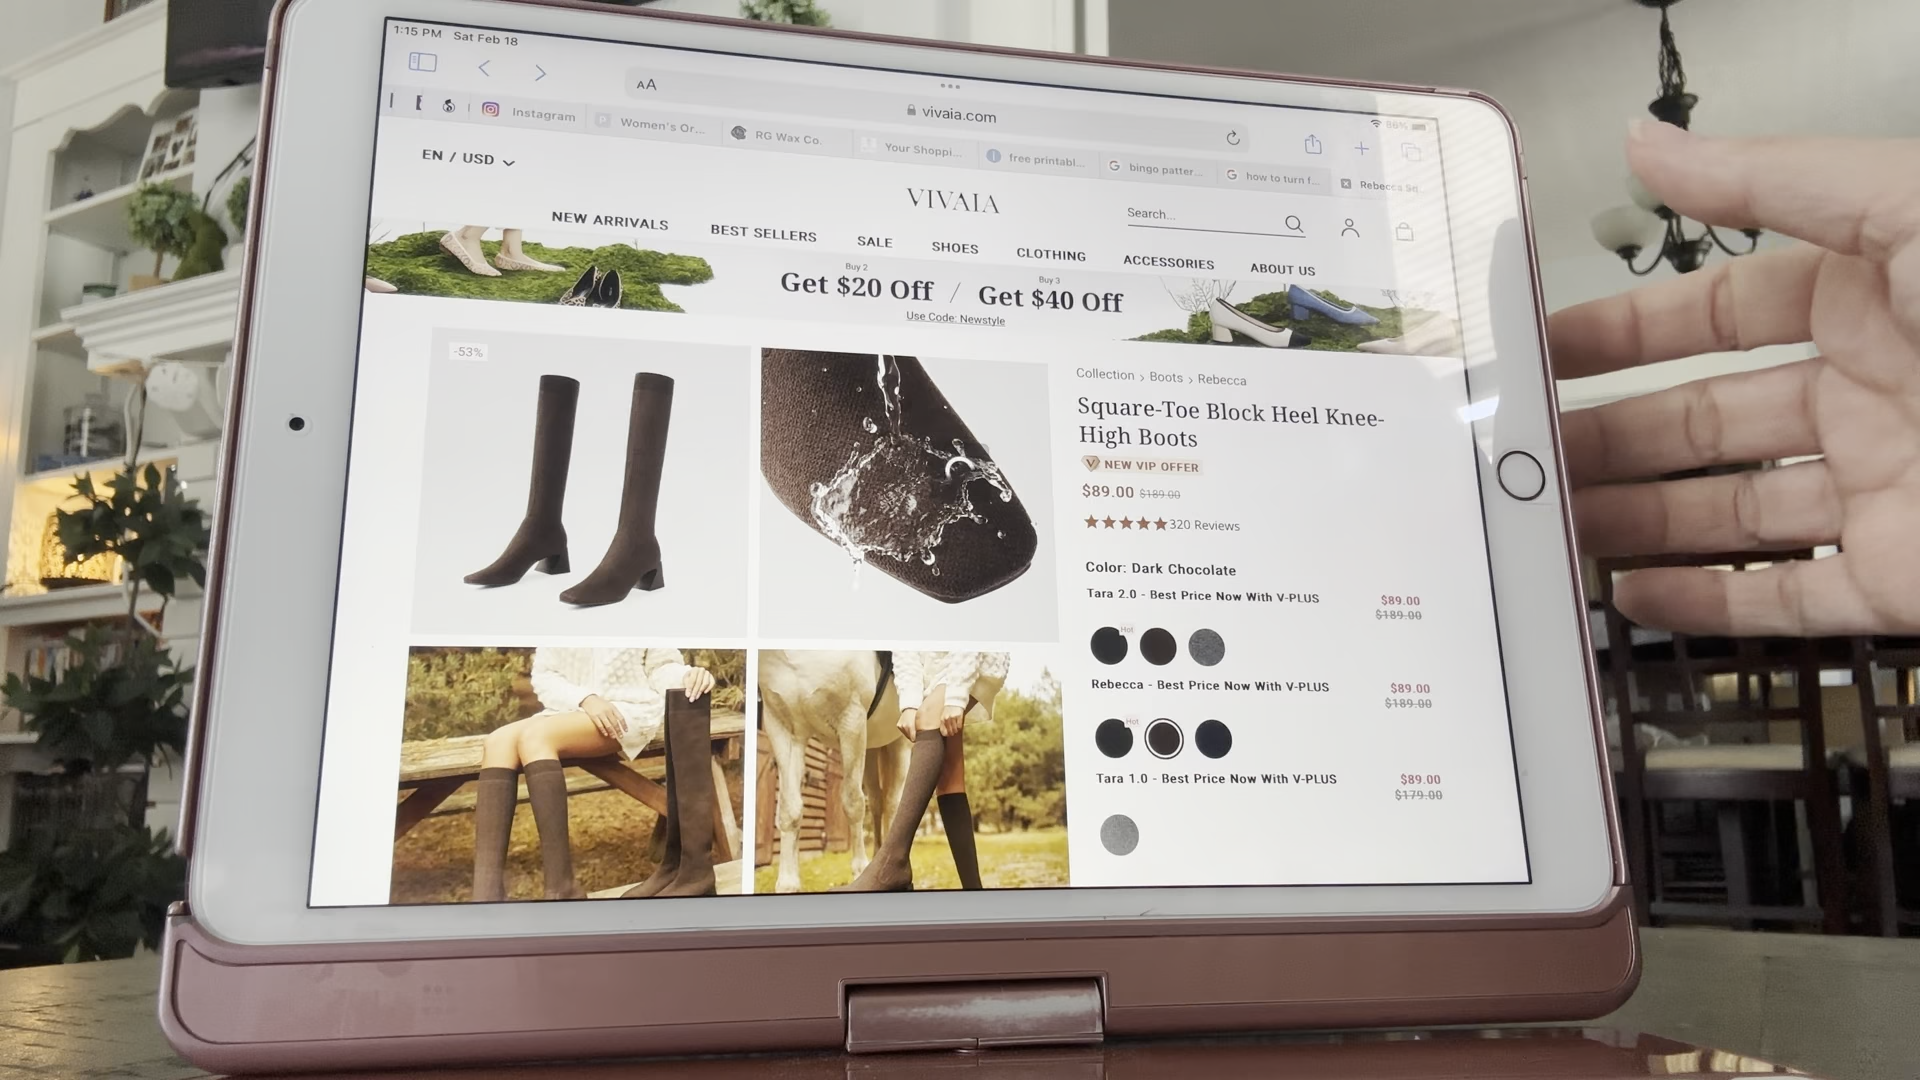 1:15 PM Sat Feb 18
AA
vivaia.com
86%
Instagram
Women's Or...
RG Wax Co.
Your Shoppi...
free printabl...
bingo patter...
how to turn f...
EN / USD
VIVAIA
Search...
NEW ARRIVALS
BEST SELLERS
SALE
SHOES
CLOTHING
ACCESSORIES
ABOUT US
Buy 2
Get $20 Off
/
Buy 3
Get $40 Off
Use Code: Newstyle
-53%
Collection > Boots > Rebecca
Square-Toe Block Heel Knee-
High Boots
NEW VIP OFFER
$89.00 $189.00
320 Reviews
Color: Dark Chocolate
Tara 2.0 - Best Price Now With V-PLUS
$89.00
$189.00
Hot
Rebecca - Best Price Now With V-PLUS
$89.00
$189.00
Hot
Tara 1.0 - Best Price Now With V-PLUS
$89.00
$179.00